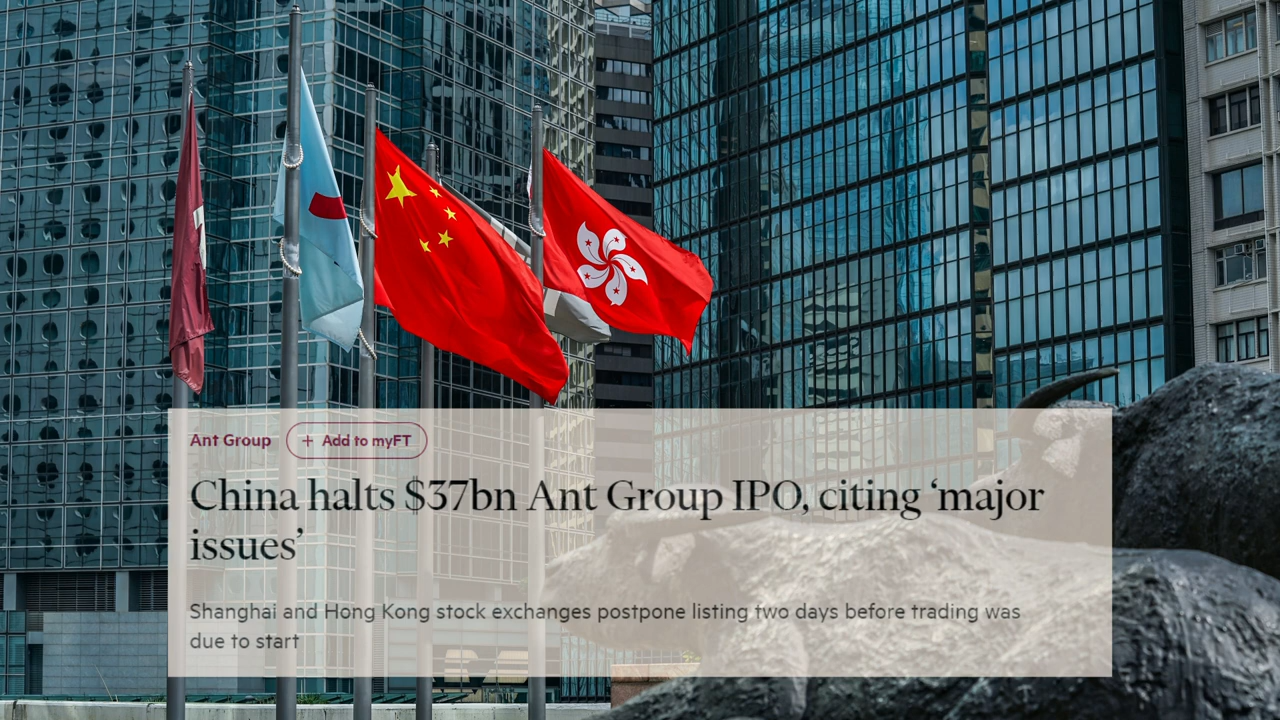 Ant Group + Add to myFT
China halts $37bn Ant Group IPO, citing ‘major
issues’
Shanghai and Hong Kong stock exchanges postpone listing two days before trading was
due to start